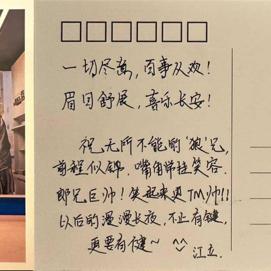 一切尽意，百事从欢！
眉目舒展，喜乐长安！
祝无所不能的'狼'兄，
前程似锦，嘴角常挂笑容.
郎兄巨帅！笑起来更TM帅!!
以后的漫漫长夜，不止有键，
更要有健~ ^^
江立.